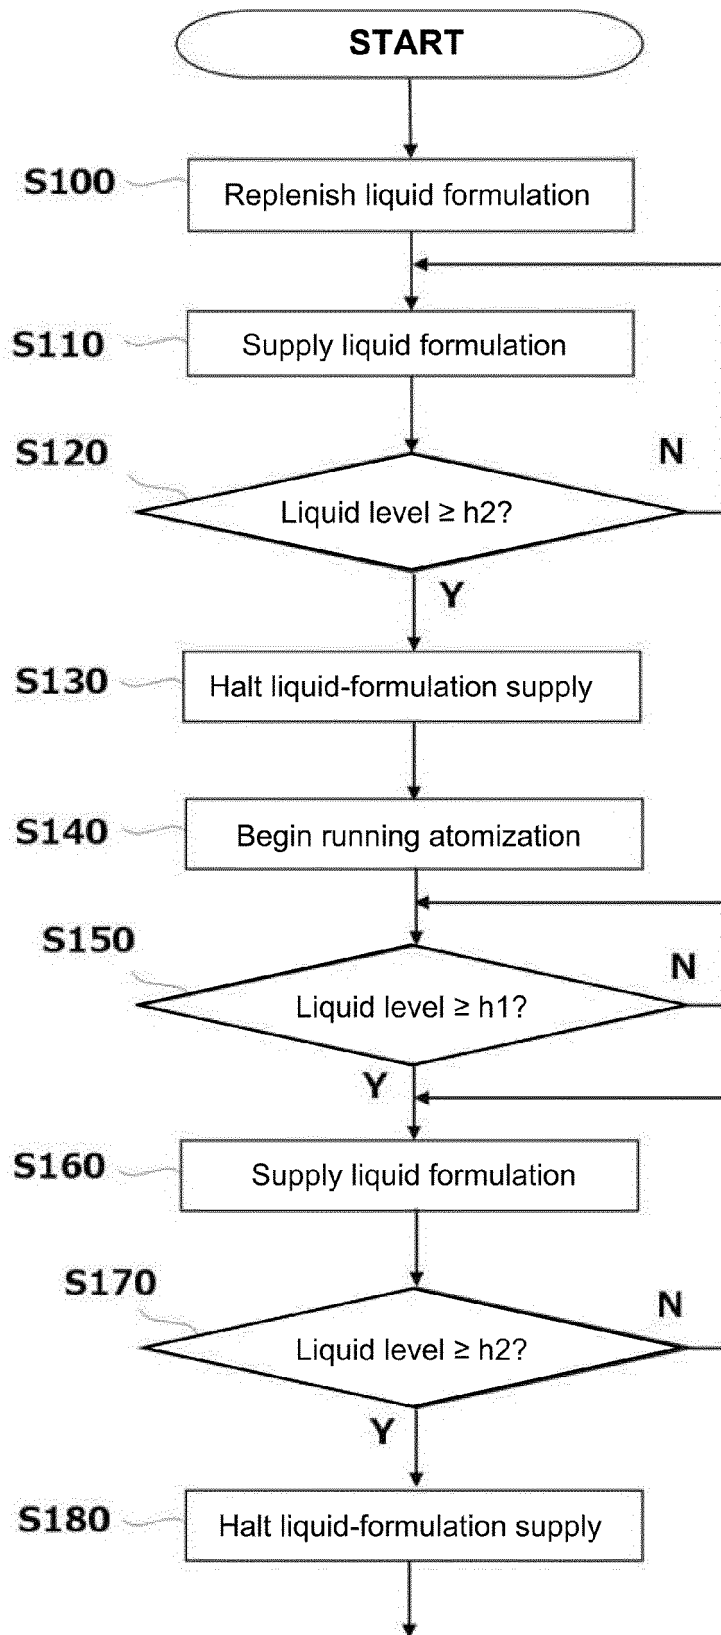 START
S100
Replenish liquid formulation
S110
Supply liquid formulation
S120
Liquid level ≥ h2?
N
Y
S130
Halt liquid-formulation supply
S140
Begin running atomization
S150
Liquid level ≥ h1?
N
Y
S160
Supply liquid formulation
S170
Liquid level ≥ h2?
N
Y
S180
Halt liquid-formulation supply